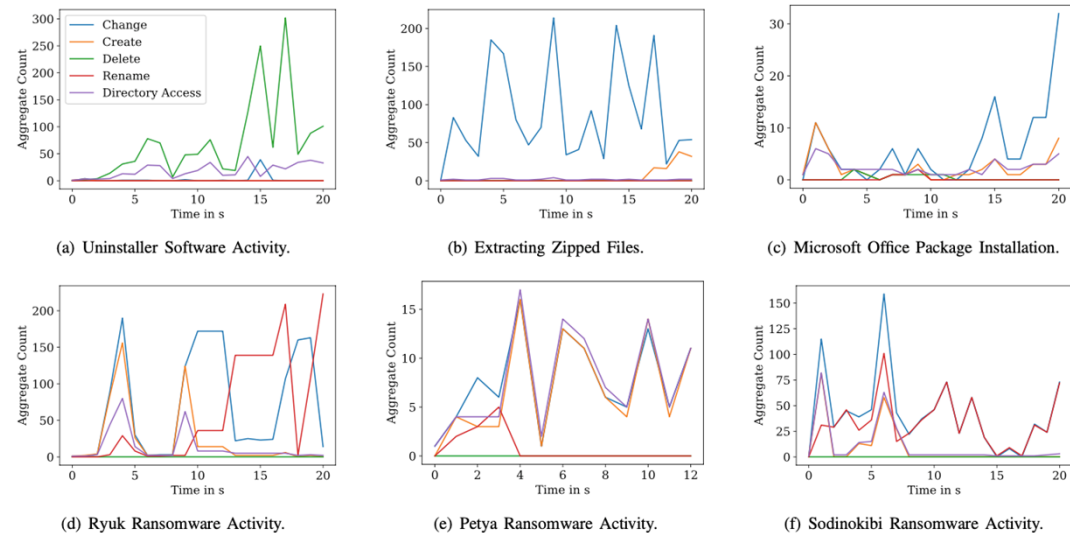 300
250
200
150
100
50
0
Aggregate Count
Change
Create
Delete
Rename
Directory Access
0 5 10 15 20
Time in s
(a) Uninstaller Software Activity.
200
150
100
50
0
Aggregate Count
0 5 10 15 20
Time in s
(b) Extracting Zipped Files.
30
20
10
0
Aggregate Count
0 5 10 15 20
Time in s
(c) Microsoft Office Package Installation.
200
150
100
50
0
Aggregate Count
0 5 10 15 20
Time in s
(d) Ryuk Ransomware Activity.
15
10
5
0
Aggregate Count
0 2 4 6 8 10 12
Time in s
(e) Petya Ransomware Activity.
150
125
100
75
50
25
0
Aggregate Count
0 5 10 15 20
Time in s
(f) Sodinokibi Ransomware Activity.